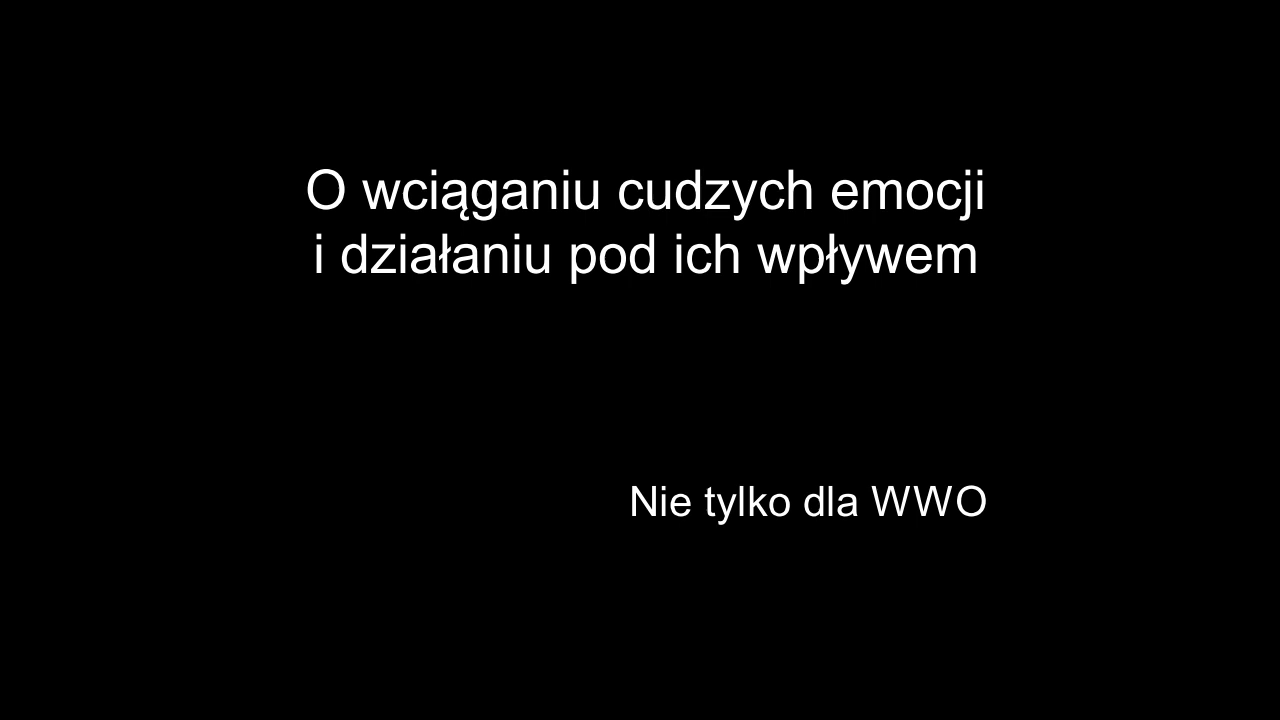 O wciąganiu cudzych emocji
i działaniu pod ich wpływem
Nie tylko dla WWO